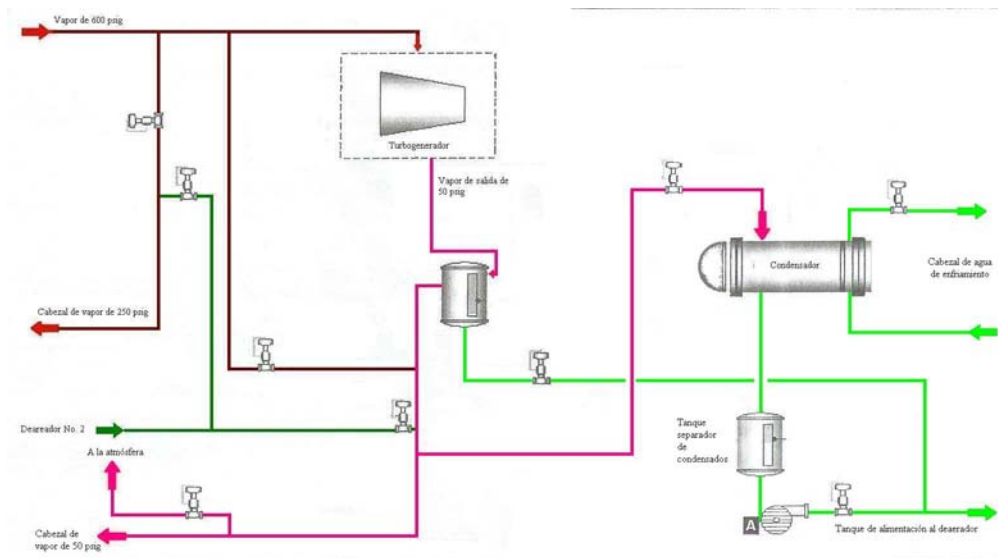 Vapor de 600 psig
Turbogenerador
Vapor de salida de
50 psig
Condensador
Cabezal de agua
de enfriamiento
Cabezal de vapor de 250 psig
Deareador No. 2
A la atmósfera
Tanque
separador
de
condensados
A
Cabezal de
vapor de 50 psig
Tanque de alimentación al deaerador